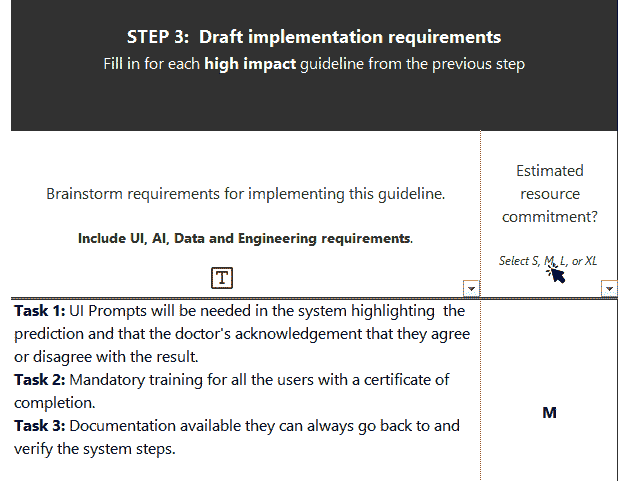 STEP 3:  Draft implementation requirements
Fill in for each high impact guideline from the previous step
Brainstorm requirements for implementing this guideline.
Include UI, AI, Data and Engineering requirements.
T
Estimated
resource
commitment?
Select S, M, L, or XL
Task 1: UI Prompts will be needed in the system highlighting  the
prediction and that the doctor's acknowledgement that they agree
or disagree with the result.
Task 2: Mandatory training for all the users with a certificate of
completion.
Task 3: Documentation available they can always go back to and
verify the system steps.
M